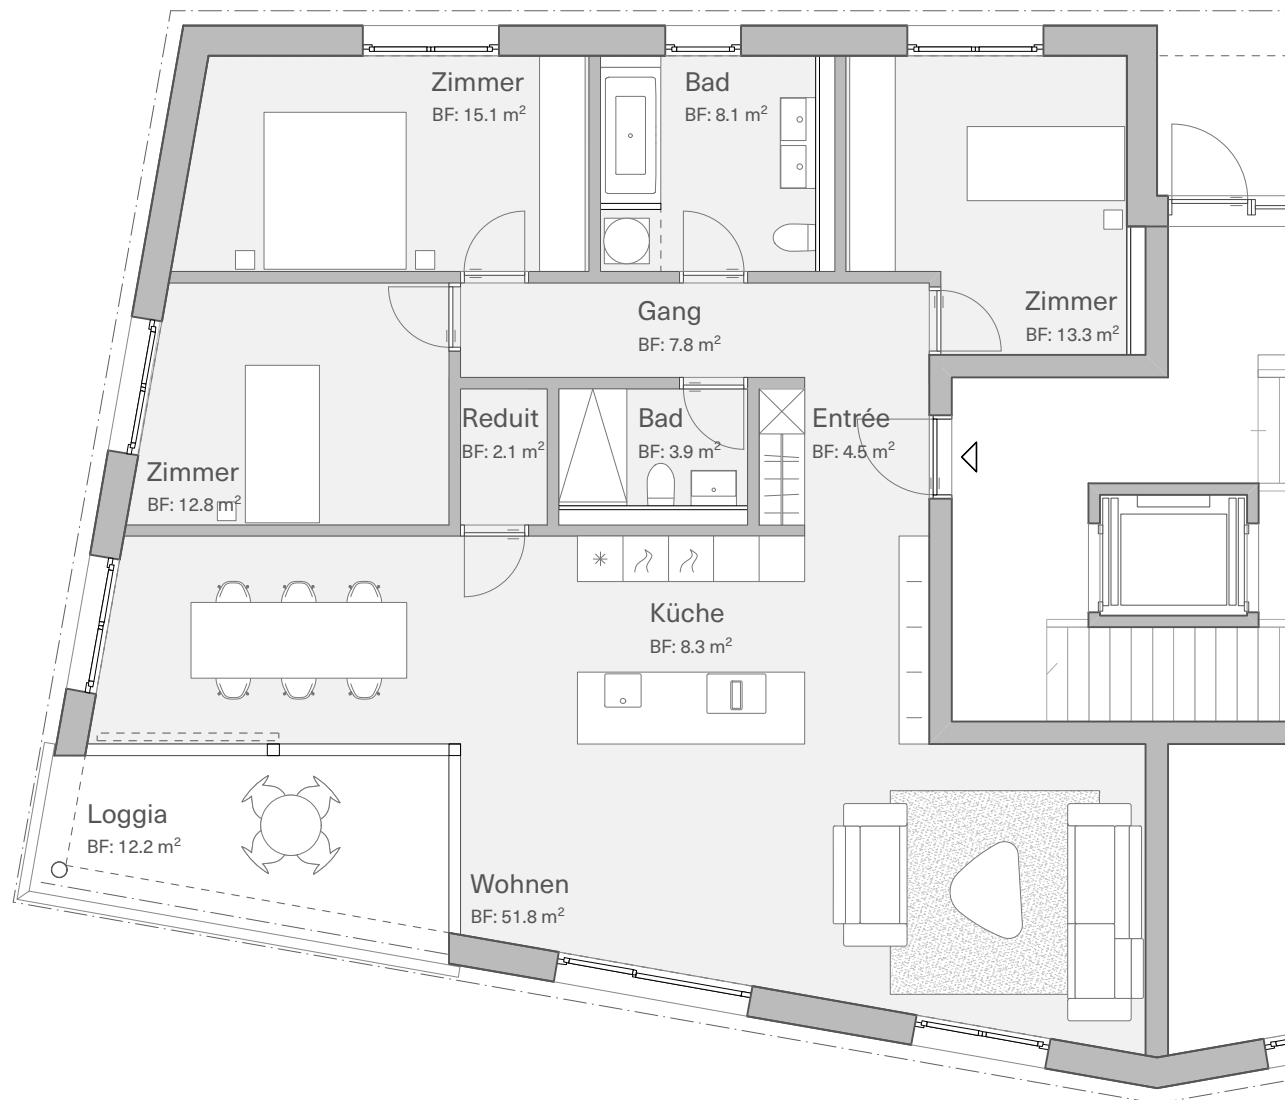 Zimmer
BF: 15.1 m²
Bad
BF: 8.1 m²
Zimmer
BF: 13.3 m²
Gang
BF: 7.8 m²
Zimmer
BF: 12.8 m²
Reduit
BF: 2.1 m²
Bad
BF: 3.9 m²
Entrée
BF: 4.5 m²
Küche
BF: 8.3 m²
Loggia
BF: 12.2 m²
Wohnen
BF: 51.8 m²